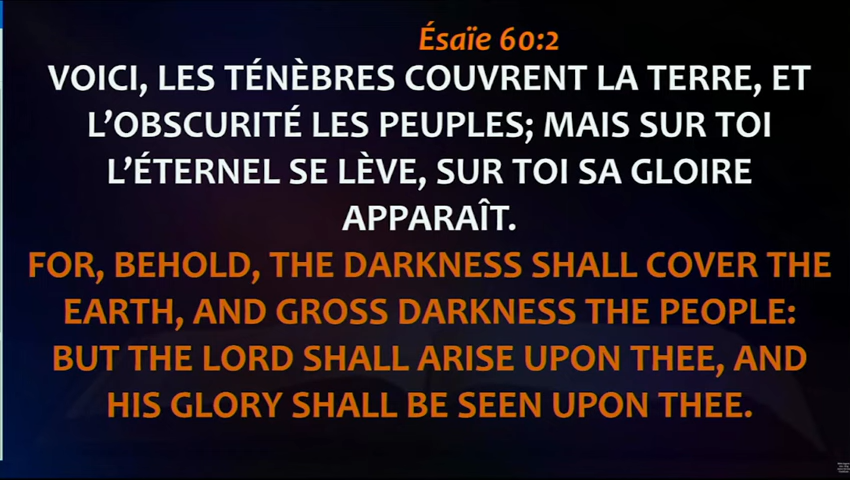 Ésaïe 60:2
VOICI, LES TÉNÈBRES COUVRENT LA TERRE, ET
L'OBSCURITÉ LES PEUPLES; MAIS SUR TOI
L'ÉTERNEL SE LÈVE, SUR TOI SA GLOIRE
APPARAÎT.
FOR, BEHOLD, THE DARKNESS SHALL COVER THE
EARTH, AND GROSS DARKNESS THE PEOPLE:
BUT THE LORD SHALL ARISE UPON THEE, AND
HIS GLORY SHALL BE SEEN UPON THEE.